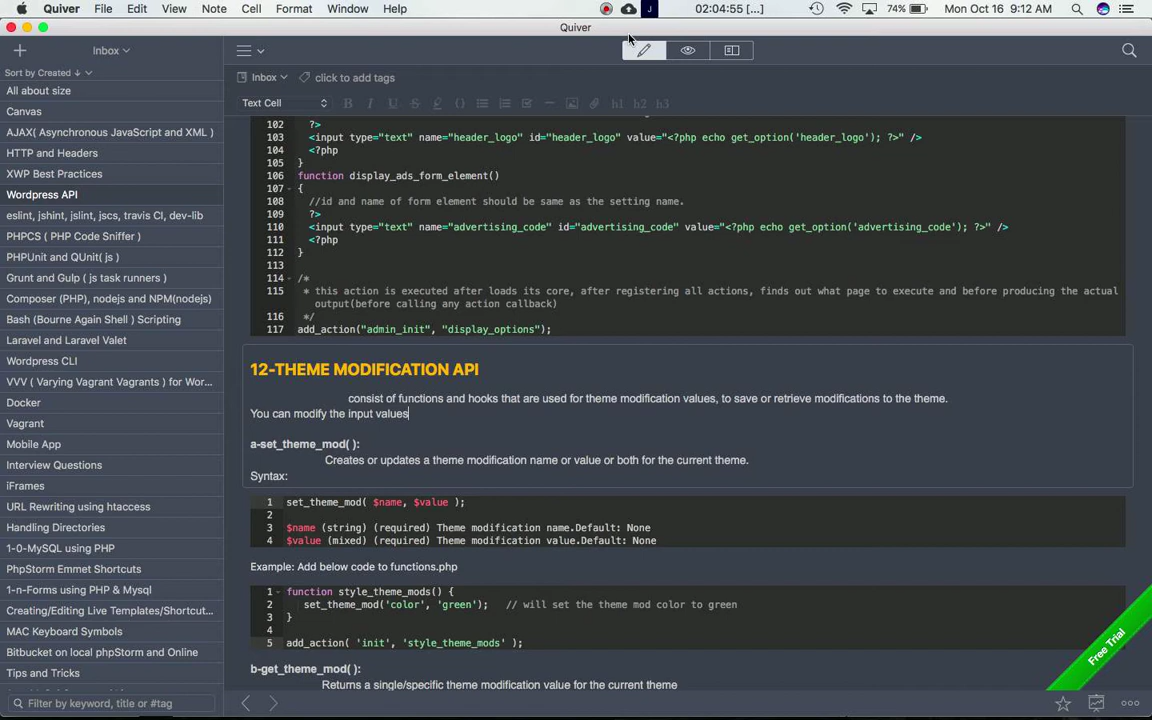 Quiver File Edit View Note Cell Format Window Help J 02:04:55 [...] 74% Mon Oct 16 9:12 AM
Quiver
Inbox
Sort by Created
All about size
Canvas
AJAX( Asynchronous JavaScript and XML )
HTTP and Headers
XWP Best Practices
Wordpress API
eslint, jshint, jslint, jscs, travis CI, dev-lib
PHPCS ( PHP Code Sniffer )
PHPUnit and QUnit( js )
Grunt and Gulp ( js task runners )
Composer (PHP), nodejs and NPM(nodejs)
Bash (Bourne Again Shell ) Scripting
Laravel and Laravel Valet
Wordpress CLI
VVV ( Varying Vagrant Vagrants ) for Wor...
Docker
Vagrant
Mobile App
Interview Questions
iFrames
URL Rewriting using htaccess
Handling Directories
1-0-MySQL using PHP
PhpStorm Emmet Shortcuts
1-n-Forms using PHP & Mysql
Creating/Editing Live Templates/Shortcut...
MAC Keyboard Symbols
Bitbucket on local phpStorm and Online
Tips and Tricks
Filter by keyword, title or #tag
Inbox click to add tags
Text Cell B I U S {} h1 h2 h3
102 ?>
103 <input type="text" name="header_logo" id="header_logo" value="<?php echo get_option('header_logo'); ?>" />
104 <?php
105 }
106 function display_ads_form_element()
107 {
108 //id and name of form element should be same as the setting name.
109 ?>
110 <input type="text" name="advertising_code" id="advertising_code" value="<?php echo get_option('advertising_code'); ?>" />
111 <?php
112 }
113
114 /*
115 * this action is executed after loads its core, after registering all actions, finds out what page to execute and before producing the actual
output(before calling any action callback)
116 */
117 add_action("admin_init", "display_options");
12-THEME MODIFICATION API
consist of functions and hooks that are used for theme modification values, to save or retrieve modifications to the theme.
You can modify the input values
a-set_theme_mod( ):
Creates or updates a theme modification name or value or both for the current theme.
Syntax:
1 set_theme_mod( $name, $value );
2
3 $name (string) (required) Theme modification name.Default: None
4 $value (mixed) (required) Theme modification value.Default: None
Example: Add below code to functions.php
1 function style_theme_mods() {
2 set_theme_mod('color', 'green'); // will set the theme mod color to green
3 }
4
5 add_action( 'init', 'style_theme_mods' );
b-get_theme_mod( ):
Returns a single/specific theme modification value for the current theme
Free Trial